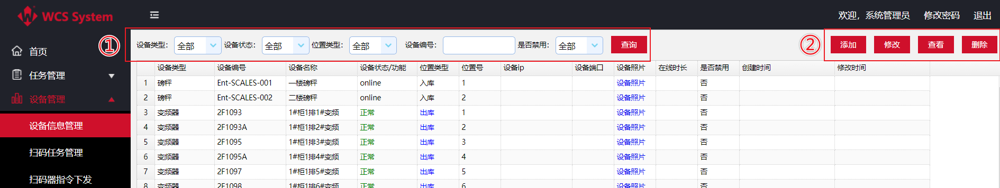 WCS System
欢迎，系统管理员 修改密码 退出
首页
任务管理
设备管理
设备信息管理
扫码任务管理
扫码器指令下发
① 设备类型： 全部 设备状态： 全部 位置类型： 全部 设备编号： 是否禁用： 全部 查询
② 添加 修改 查看 删除
设备类型 设备编号 设备名称 设备状态/功能 位置类型 位置号 设备ip 设备端口 设备照片 在线时长 是否禁用 创建时间 修改时间
1 磅秤 Ent-SCALES-001 一楼磅秤 online 入库 1 设备照片 否
2 磅秤 Ent-SCALES-002 二楼磅秤 online 入库 2 设备照片 否
3 变频器 2F1093 1#柜1排1#变频 正常 出库 1 设备照片 否
4 变频器 2F1093A 1#柜1排2#变频 正常 出库 2 设备照片 否
5 变频器 2F1095 1#柜1排3#变频 正常 出库 3 设备照片 否
6 变频器 2F1095A 1#柜1排4#变频 正常 出库 4 设备照片 否
7 变频器 2F1097 1#柜1排5#变频 正常 出库 5 设备照片 否
8 变频器 2F1098 1#柜1排6#变频 正常 出库 6 设备照片 否